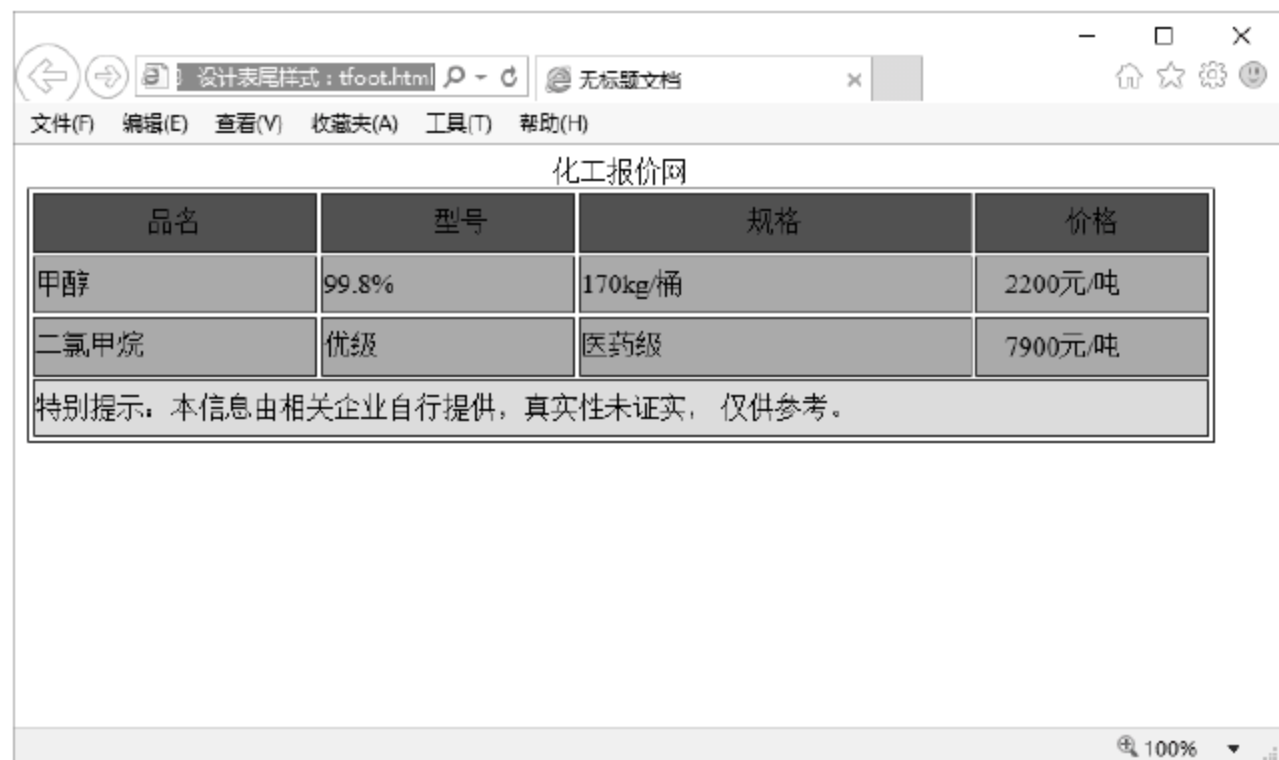 设计表尾样式：tfoot.html 无标题文档
文件(F) 编辑(E) 查看(V) 收藏夹(A) 工具(T) 帮助(H)
化工报价网
品名 型号 规格 价格
甲醇 99.8% 170kg/桶 2200元/吨
二氯甲烷 优级 医药级 7900元/吨
特别提示：本信息由相关企业自行提供，真实性未证实，仅供参考。
100%